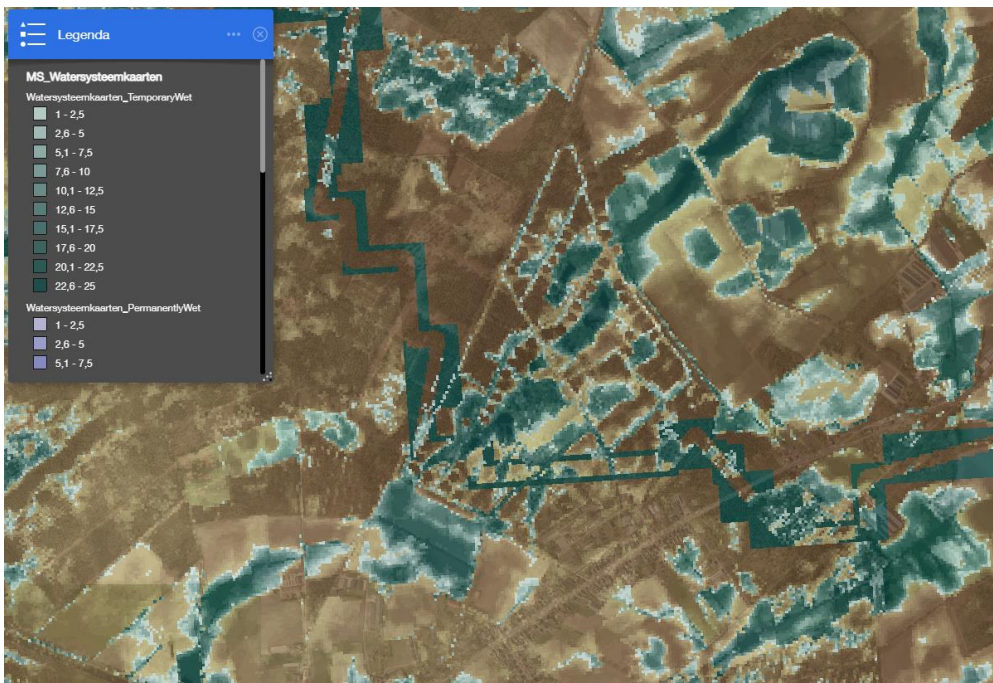 Legenda
MS_Watersysteemkaarten
Watersysteemkaarten_TemporaryWet
1 - 2,5
2,6 - 5
5,1 - 7,5
7,6 - 10
10,1 - 12,5
12,6 - 15
15,1 - 17,5
17,6 - 20
20,1 - 22,5
22,6 - 25
Watersysteemkaarten_PermanentlyWet
1 - 2,5
2,6 - 5
5,1 - 7,5